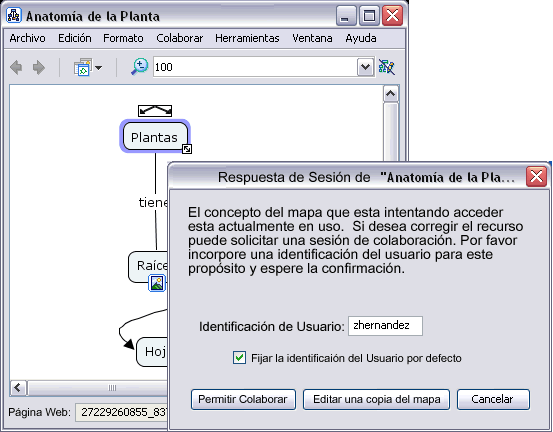 Anatomía de la Planta
Archivo Edición Formato Colaborar Herramientas Ventana Ayuda
100
Plantas
tiene
Respuesta de Sesión de "Anatomía de la Pla...
El concepto del mapa que esta intentando acceder
esta actualmente en uso. Si desea corregir el recurso
puede solicitar una sesión de colaboración. Por favor
incorpore una identificación del usuario para este
propósito y espere la confirmación.
Raíce
Identificación de Usuario: zhernandez
Hoj
Fijar la identificaión del Usuario por defecto
Permitir Colaborar Editar una copia del mapa Cancelar
Página Web: 27229260855_837